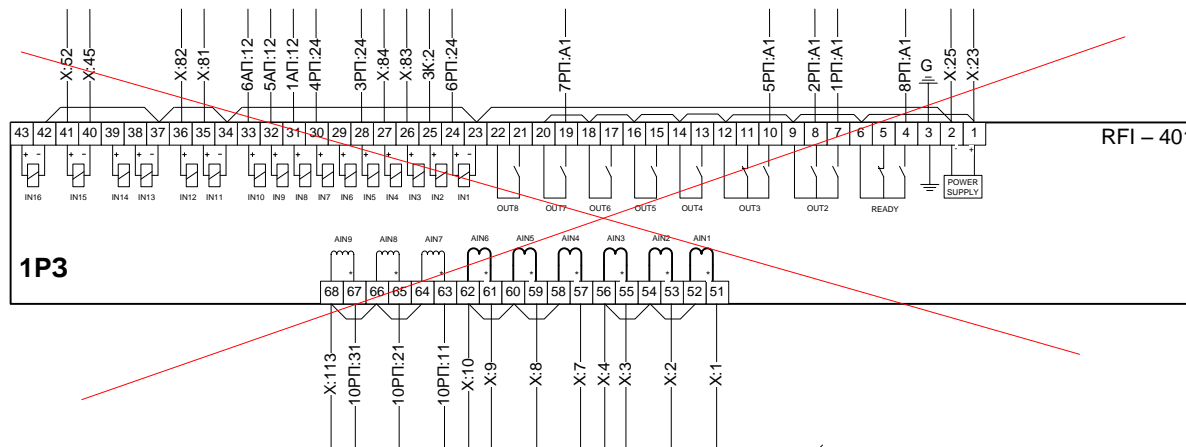 X:52 X:45 X:82 X:81 6АП:12 5АП:12 1АП:12 4РП:24 3РП:24 X:84 X:83 3К:2 6РП:24 7РП:А1 5РП:А1 2РП:А1 1РП:А1 8РП:А1 G X:25 X:23
43 42 41 40 39 38 37 36 35 34 33 32 31 30 29 28 27 26 25 24 23 22 21 20 19 18 17 16 15 14 13 12 11 10 9 8 7 6 5 4 3 2 1
RFI – 401
+ - + - + - + - + + + + + + + + + + - +
POWER
SUPPLY
IN16 IN15 IN14 IN13 IN12 IN11 IN10 IN9 IN8 IN7 IN6 IN5 IN4 IN3 IN2 IN1 OUT8 OUT7 OUT6 OUT5 OUT4 OUT3 OUT2 READY
AIN9 AIN8 AIN7 AIN6 AIN5 AIN4 AIN3 AIN2 AIN1
1РЗ
* * * * * * * * *
68 67 66 65 64 63 62 61 60 59 58 57 56 55 54 53 52 51
X:113 10РП:31 10РП:21 10РП:11 X:10 X:9 X:8 X:7 X:4 X:3 X:2 X:1